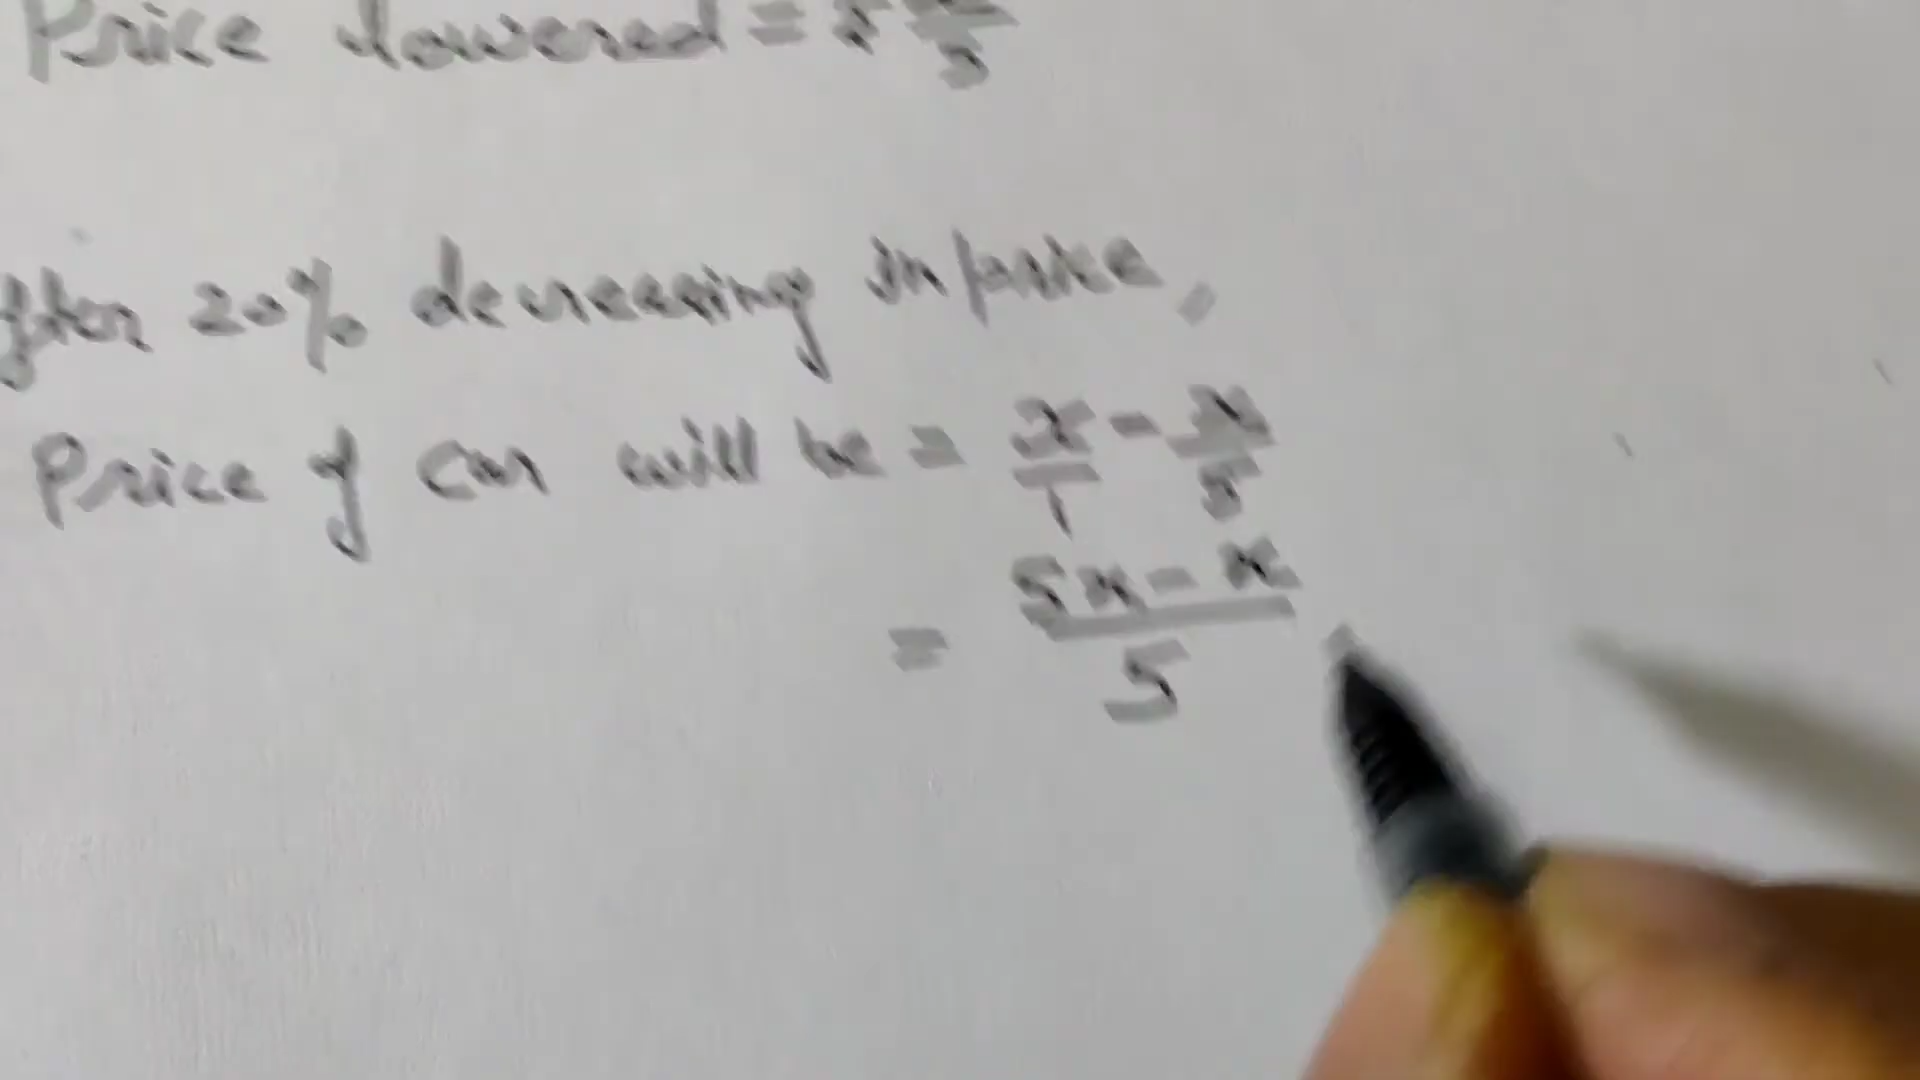 Price lowered = ₹ x/5
After 20% decreasing in price,
Price of car will be = x/1 - x/5
= 5x - x / 5